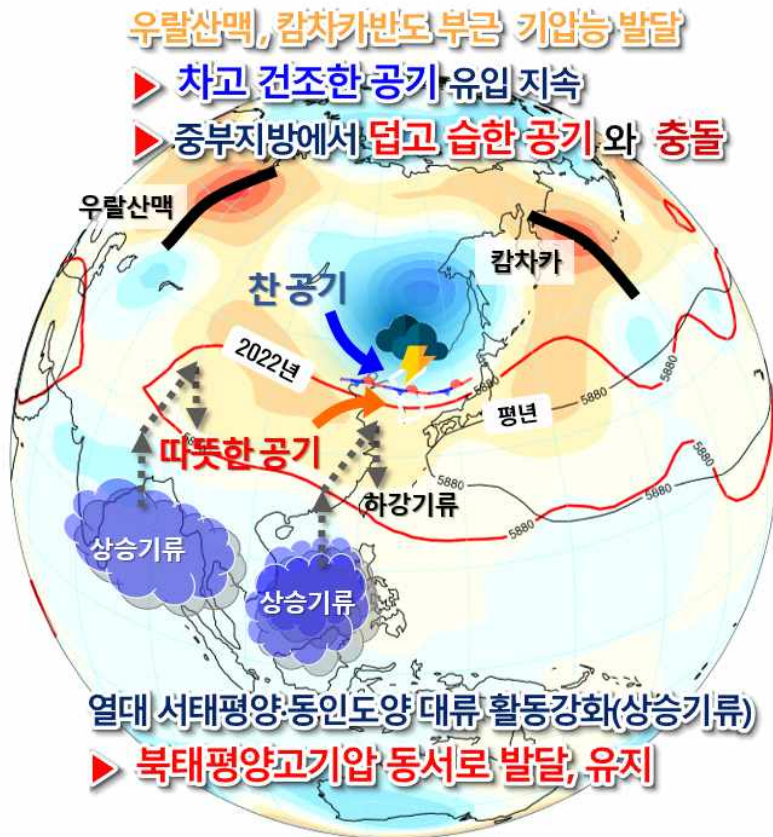 우랄산맥, 캄차카반도 부근 기압능 발달
▶ 차고 건조한 공기 유입 지속
▶ 중부지방에서 덥고 습한 공기 와 충돌
우랄산맥
캄차카
찬 공기
2022년
5880
5880
평년
5880
따뜻한 공기
하강기류
5880
5880
5880
상승기류
상승기류
열대 서태평양·동인도양 대류 활동강화(상승기류)
▶ 북태평양고기압 동서로 발달, 유지